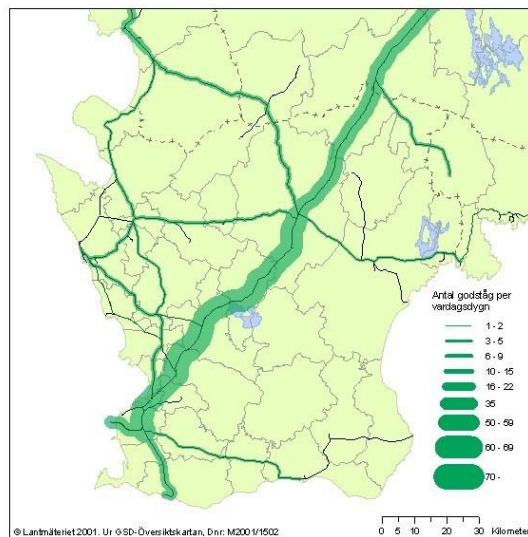 Antal godståg per
vardagsdygn
1 - 2
3 - 5
6 - 9
10 - 15
16 - 22
35
50 - 59
60 - 69
70 -
© Lantmäteriet 2001. Ur GSD-Översiktskartan, Dnr: M2001/1502
0 5 10 20 30 Kilometer